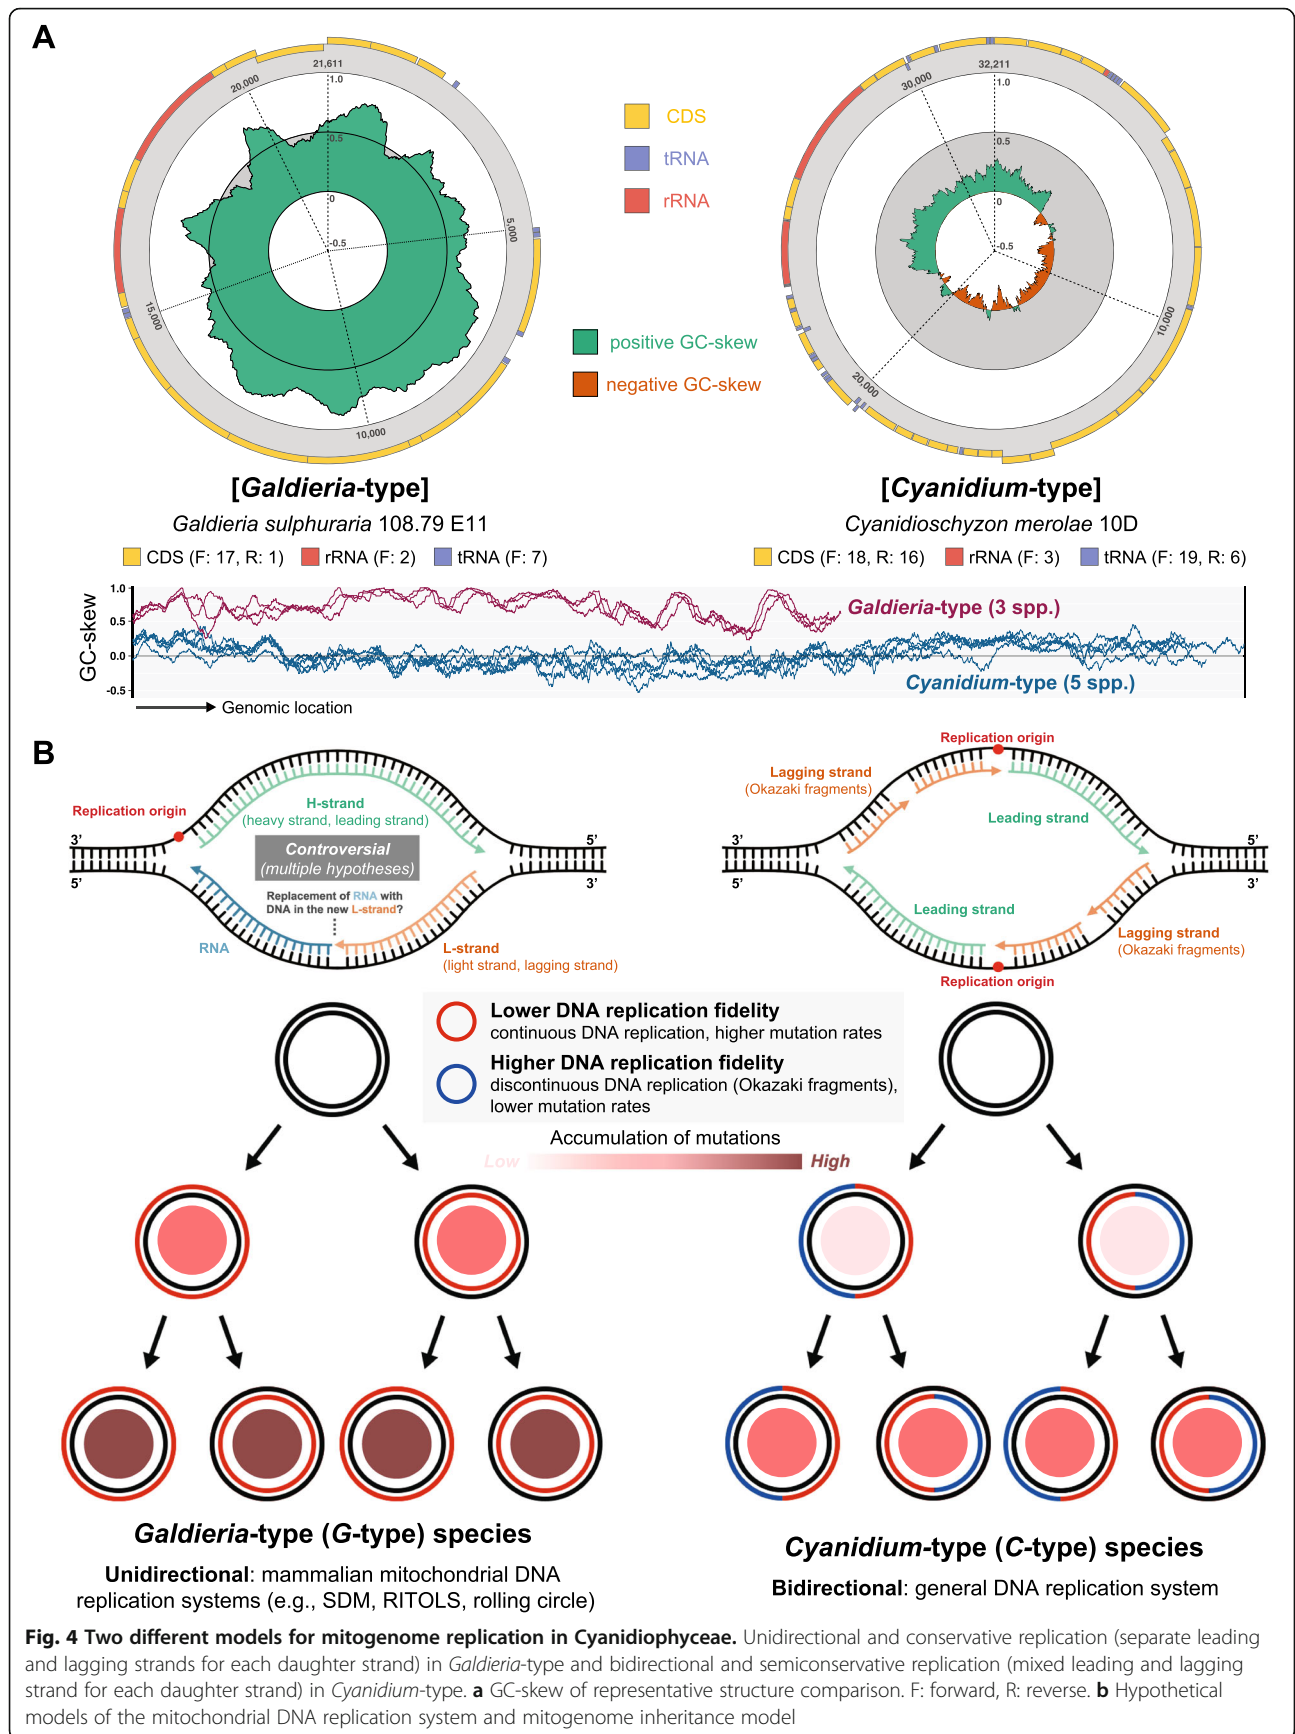 A
21,611
1.0
20,000
0.5
0
-0.5
5,000
15,000
10,000
CDS
tRNA
rRNA
positive GC-skew
negative GC-skew
32,211
1.0
30,000
0.5
0
-0.5
10,000
20,000
[Galdieria-type]
Galdieria sulphuraria 108.79 E11
CDS (F: 17, R: 1) rRNA (F: 2) tRNA (F: 7)
[Cyanidium-type]
Cyanidioschyzon merolae 10D
CDS (F: 18, R: 16) rRNA (F: 3) tRNA (F: 19, R: 6)
GC-skew
1.0
0.5
0.0
-0.5
Galdieria-type (3 spp.)
Cyanidium-type (5 spp.)
Genomic location
B
Replication origin
3'
5'
5'
3'
H-strand
(heavy strand, leading strand)
Controversial
(multiple hypotheses)
Replacement of RNA with
DNA in the new L-strand?
RNA
L-strand
(light strand, lagging strand)
Replication origin
Lagging strand
(Okazaki fragments)
Leading strand
3'
5'
5'
3'
Leading strand
Lagging strand
(Okazaki fragments)
Replication origin
Lower DNA replication fidelity
continuous DNA replication, higher mutation rates
Higher DNA replication fidelity
discontinuous DNA replication (Okazaki fragments),
lower mutation rates
Accumulation of mutations
Low High
Galdieria-type (G-type) species
Unidirectional: mammalian mitochondrial DNA
replication systems (e.g., SDM, RITOLS, rolling circle)
Cyanidium-type (C-type) species
Bidirectional: general DNA replication system
Fig. 4 Two different models for mitogenome replication in Cyanidiophyceae. Unidirectional and conservative replication (separate leading
and lagging strands for each daughter strand) in Galdieria-type and bidirectional and semiconservative replication (mixed leading and lagging
strand for each daughter strand) in Cyanidium-type. a GC-skew of representative structure comparison. F: forward, R: reverse. b Hypothetical
models of the mitochondrial DNA replication system and mitogenome inheritance model